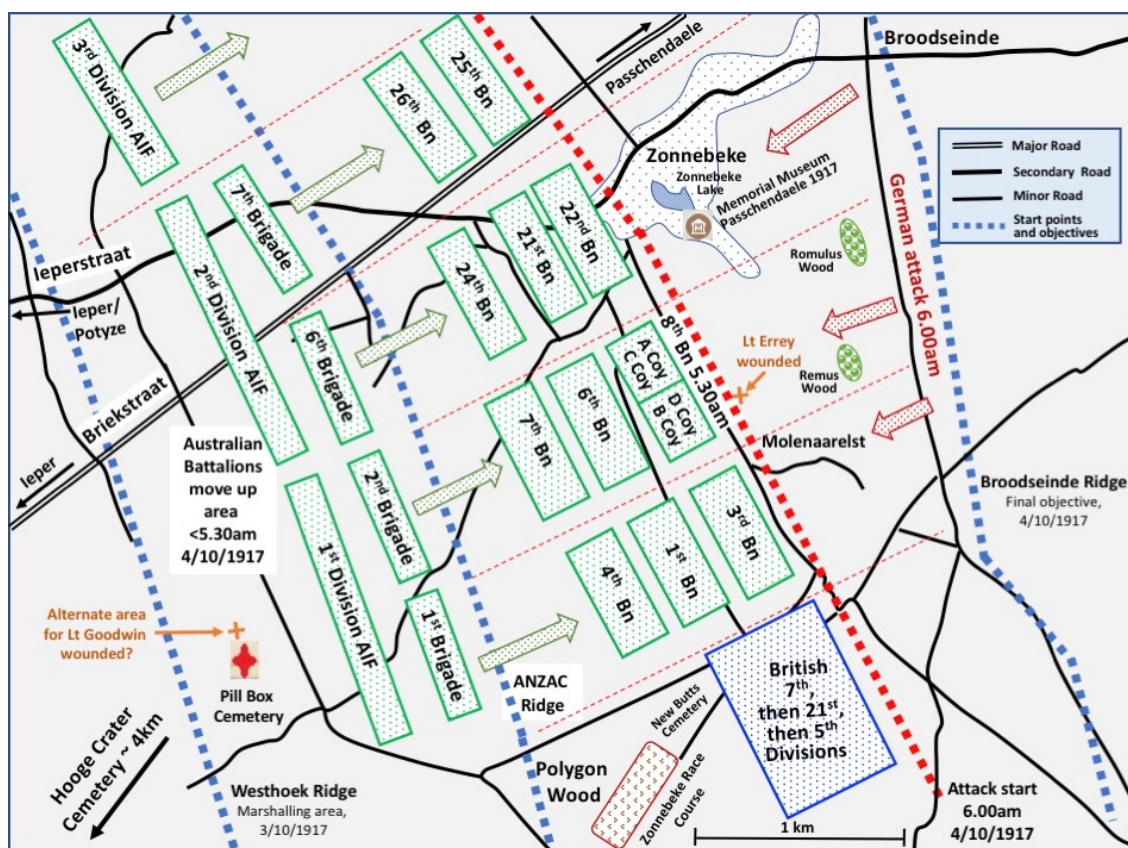 3rd Division AIF
25th Bn
26th Bn
Passchendaele
Broodseinde
Major Road
Secondary Road
Minor Road
Start points
and objectives
Zonnebeke
Zonnebeke
Lake
Memorial Museum
Passchendaele 1917
German attack 6.00am
7th Brigade
2nd Division AIF
Ieperstraat
Ieper/
Potyze
22nd Bn
21st Bn
24th Bn
Romulus
Wood
6th Brigade
8th Bn 5.30am
Lt Errey
wounded
Remus
Wood
A Coy
C Coy
D Coy
B Coy
6th Bn
7th Bn
Briekstraat
Ieper
Australian
Battalions
move up
area
<5.30am
4/10/1917
2nd Brigade
1st Division AIF
Molenaarelst
Broodseinde Ridge
Final objective,
4/10/1917
3rd Bn
1st Bn
4th Bn
1st Brigade
Alternate area
for Lt Goodwin
wounded?
Pill Box
Cemetery
ANZAC
Ridge
British
7th,
then 21st,
then 5th
Divisions
New Butts
Cemetery
Polygon
Wood
Zonnebeke Race
Course
Hooge Crater
Cemetery ~ 4km
Westhoek Ridge
Marshalling area,
3/10/1917
1 km
Attack start
6.00am
4/10/1917